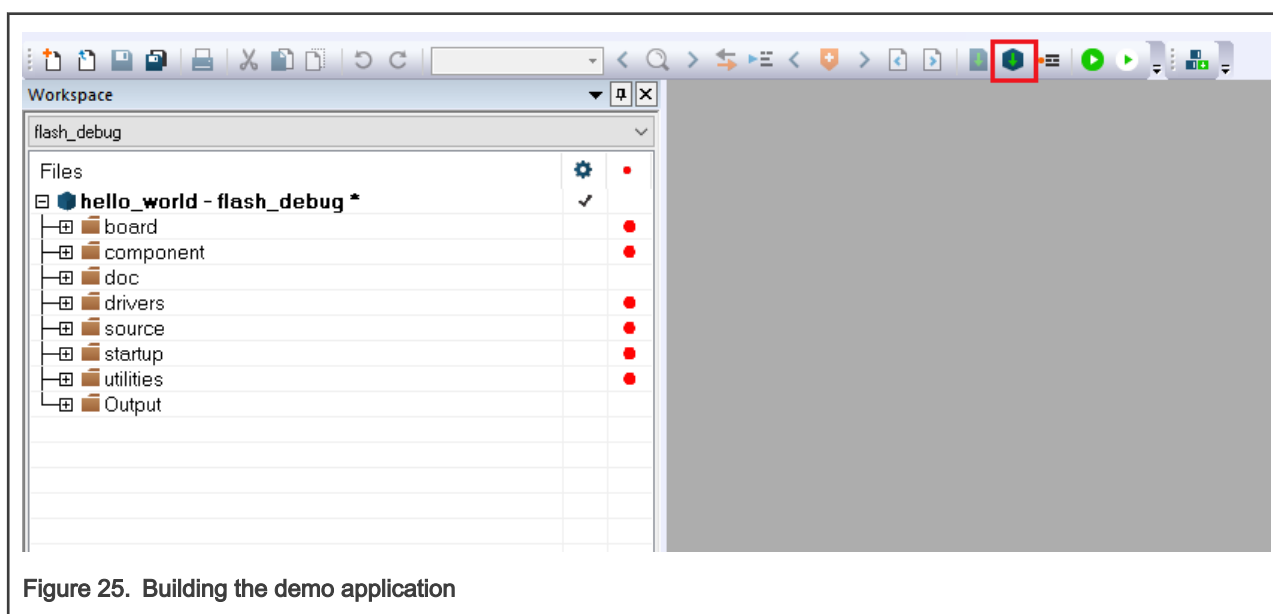 Workspace
flash_debug
Files
hello_world - flash_debug *
board
component
doc
drivers
source
startup
utilities
Output
Figure 25. Building the demo application